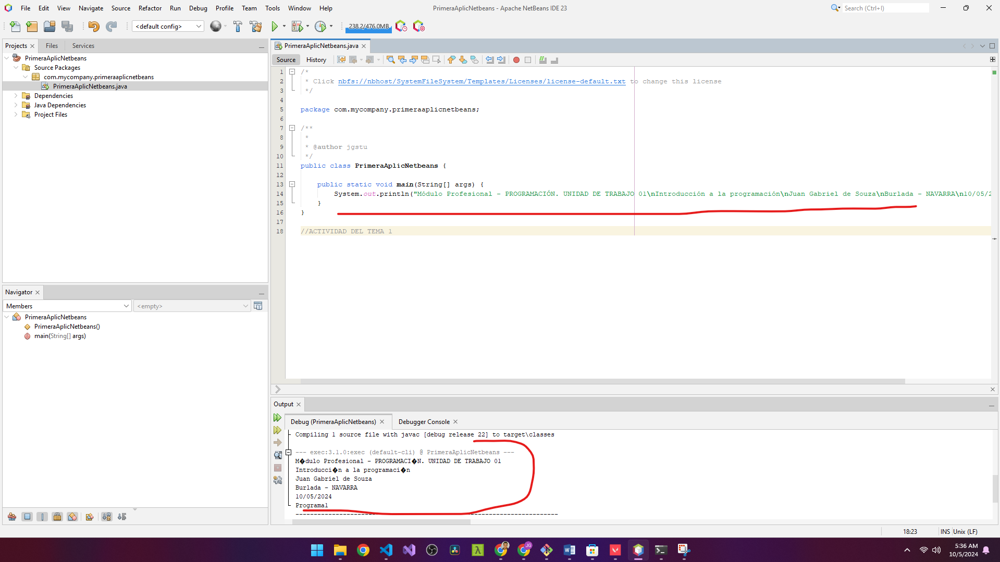 File Edit View Navigate Source Refactor Run Debug Profile Team Tools Window Help
PrimeraAplicNetbeans - Apache NetBeans IDE 23
Search (Ctrl+I)
<default config>
238.2/476.0MB
Projects Files Services
PrimeraAplicNetbeans
Source Packages
com.mycompany.primeraaplicnetbeans
PrimeraAplicNetbeans.java
Dependencies
Java Dependencies
Project Files
Navigator
Members
<empty>
PrimeraAplicNetbeans
PrimeraAplicNetbeans()
main(String[] args)
PrimeraAplicNetbeans.java
Source History
1 /*
2 * Click nbfs://nbhost/SystemFileSystem/Templates/Licenses/license-default.txt to change this license
3 */
4
5 package com.mycompany.primeraaplicnetbeans;
6
7 /**
8 *
9 * @author jgstu
10 */
11 public class PrimeraAplicNetbeans {
12
13 public static void main(String[] args) {
14 System.out.println("Módulo Profesional - PROGRAMACIÓN. UNIDAD DE TRABAJO 01\nIntroducción a la programación\nJuan Gabriel de Souza\nBurlada - NAVARRA\n10/05/2
15 }
16 }
17
18 //ACTIVIDAD DEL TEMA 1
Output
Debug (PrimeraAplicNetbeans) Debugger Console
Compiling 1 source file with javac [debug release 22] to target\classes
--- exec:3.1.0:exec (default-cli) @ PrimeraAplicNetbeans ---
M�dulo Profesional - PROGRAMACI�N. UNIDAD DE TRABAJO 01
Introducci�n a la programaci�n
Juan Gabriel de Souza
Burlada - NAVARRA
10/05/2024
Programa1
------------------------------------------------------------------------
18:23 INS Unix (LF)
JG
5:36 AM
10/5/2024